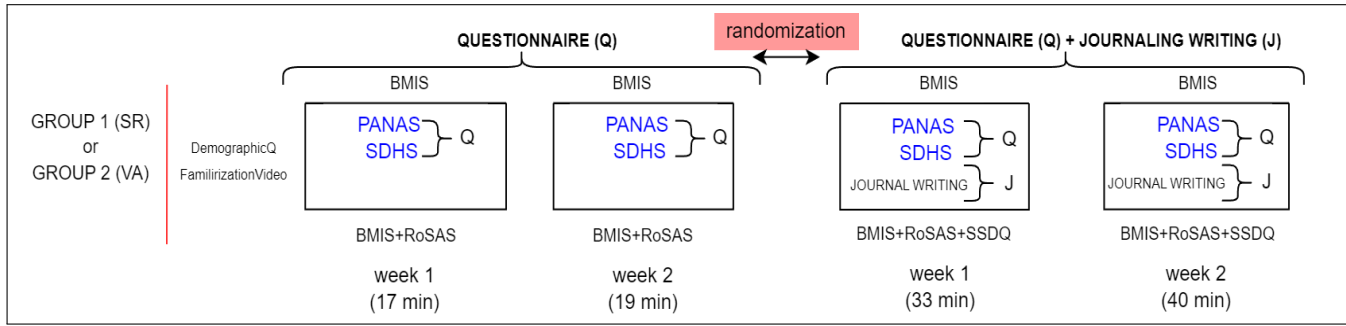 randomization
QUESTIONNAIRE (Q)
QUESTIONNAIRE (Q) + JOURNALING WRITING (J)
BMIS
BMIS
BMIS
BMIS
GROUP 1 (SR)
or
GROUP 2 (VA)
DemographicQ
FamilirizationVideo
PANAS
SDHS
Q
PANAS
SDHS
Q
PANAS
SDHS
Q
JOURNAL WRITING
J
PANAS
SDHS
Q
JOURNAL WRITING
J
BMIS+RoSAS
BMIS+RoSAS
BMIS+RoSAS+SSDQ
BMIS+RoSAS+SSDQ
week 1
(17 min)
week 2
(19 min)
week 1
(33 min)
week 2
(40 min)